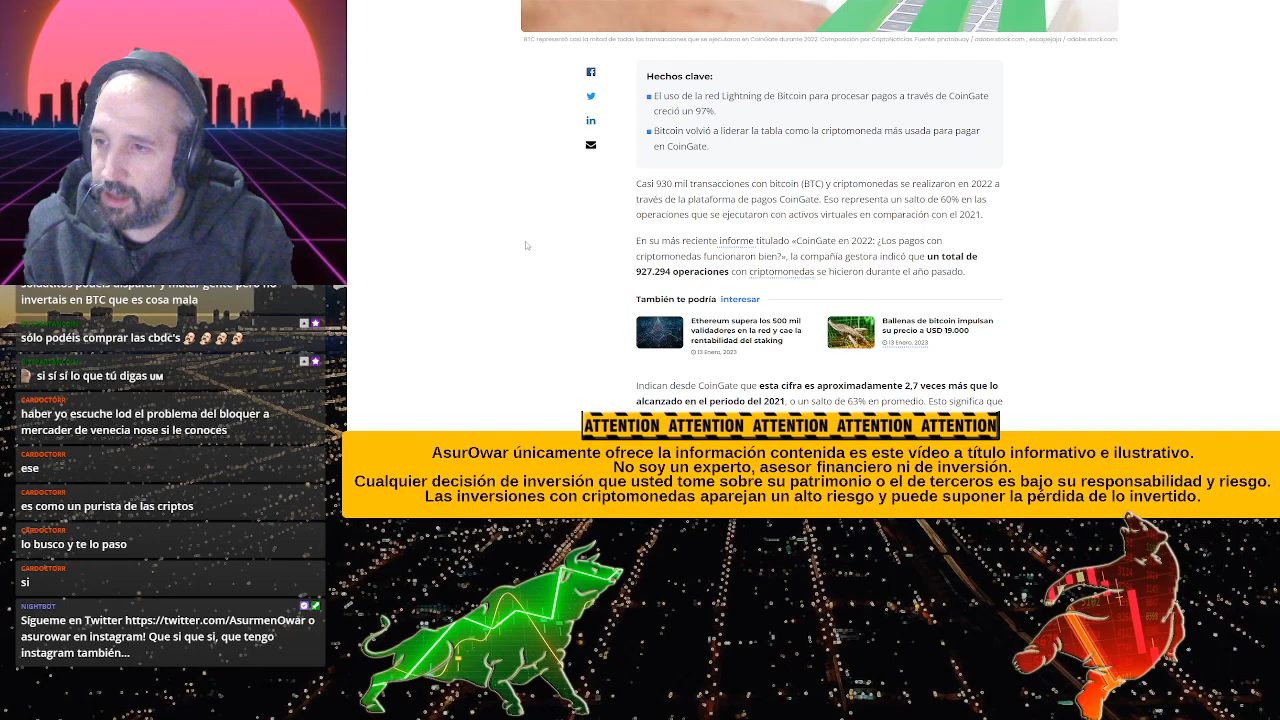 BTC representó casi la mitad de todas las transacciones que se ejecutaron en CoinGate durante 2022. Composición por CriptoNoticias. Fuente: photobuay / adobe.stock.com ; escapejaja / adobe.stock.com.
Hechos clave:
El uso de la red Lightning de Bitcoin para procesar pagos a través de CoinGate
creció un 97%.
Bitcoin volvió a liderar la tabla como la criptomoneda más usada para pagar
en CoinGate.
Casi 930 mil transacciones con bitcoin (BTC) y criptomonedas se realizaron en 2022 a
través de la plataforma de pagos CoinGate. Eso representa un salto de 60% en las
operaciones que se ejecutaron con activos virtuales en comparación con el 2021.
En su más reciente informe titulado «CoinGate en 2022: ¿Los pagos con
criptomonedas funcionaron bien?», la compañía gestora indicó que un total de
927.294 operaciones con criptomonedas se hicieron durante el año pasado.
También te podría interesar
Ethereum supera los 500 mil
validadores en la red y cae la
rentabilidad del staking
13 Enero, 2023
Ballenas de bitcoin impulsan
su precio a USD 19.000
13 Enero, 2023
Indican desde CoinGate que esta cifra es aproximadamente 2,7 veces más que lo
alcanzado en el periodo del 2021, o un salto de 63% en promedio. Esto significa que
invertais en BTC que es cosa mala
sólo podéis comprar las cbdc's
si sí sí lo que tú digas UM
CARDOCTORR
haber yo escuche lod el problema del bloquer a
mercader de venecia nose si le conoces
CARDOCTORR
ese
CARDOCTORR
es como un purista de las criptos
CARDOCTORR
lo busco y te lo paso
CARDOCTORR
si
NIGHTBOT
Sígueme en Twitter https://twitter.com/AsurmenOwar o
asurowar en instagram! Que si que si, que tengo
instagram también...
ATTENTION ATTENTION ATTENTION ATTENTION ATTENTION
AsurOwar únicamente ofrece la información contenida es este vídeo a título informativo e ilustrativo.
No soy un experto, asesor financiero ni de inversión.
Cualquier decisión de inversión que usted tome sobre su patrimonio o el de terceros es bajo su responsabilidad y riesgo.
Las inversiones con criptomonedas aparejan un alto riesgo y puede suponer la pérdida de lo invertido.